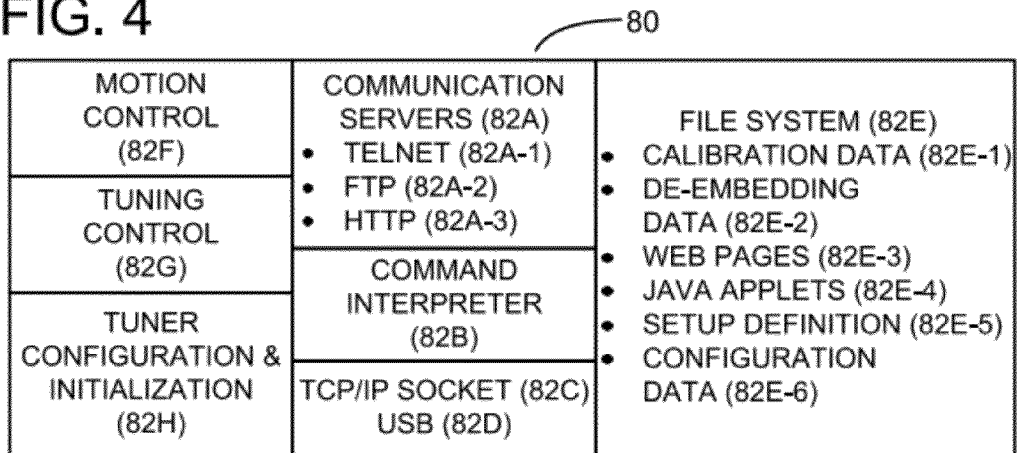 FIG. 4
80
MOTION
CONTROL
(82F)
TUNING
CONTROL
(82G)
TUNER
CONFIGURATION &
INITIALIZATION
(82H)
COMMUNICATION
SERVERS (82A)
• TELNET (82A-1)
• FTP (82A-2)
• HTTP (82A-3)
COMMAND
INTERPRETER
(82B)
TCP/IP SOCKET (82C)
USB (82D)
FILE SYSTEM (82E)
• CALIBRATION DATA (82E-1)
• DE-EMBEDDING
DATA (82E-2)
• WEB PAGES (82E-3)
• JAVA APPLETS (82E-4)
• SETUP DEFINITION (82E-5)
• CONFIGURATION
DATA (82E-6)